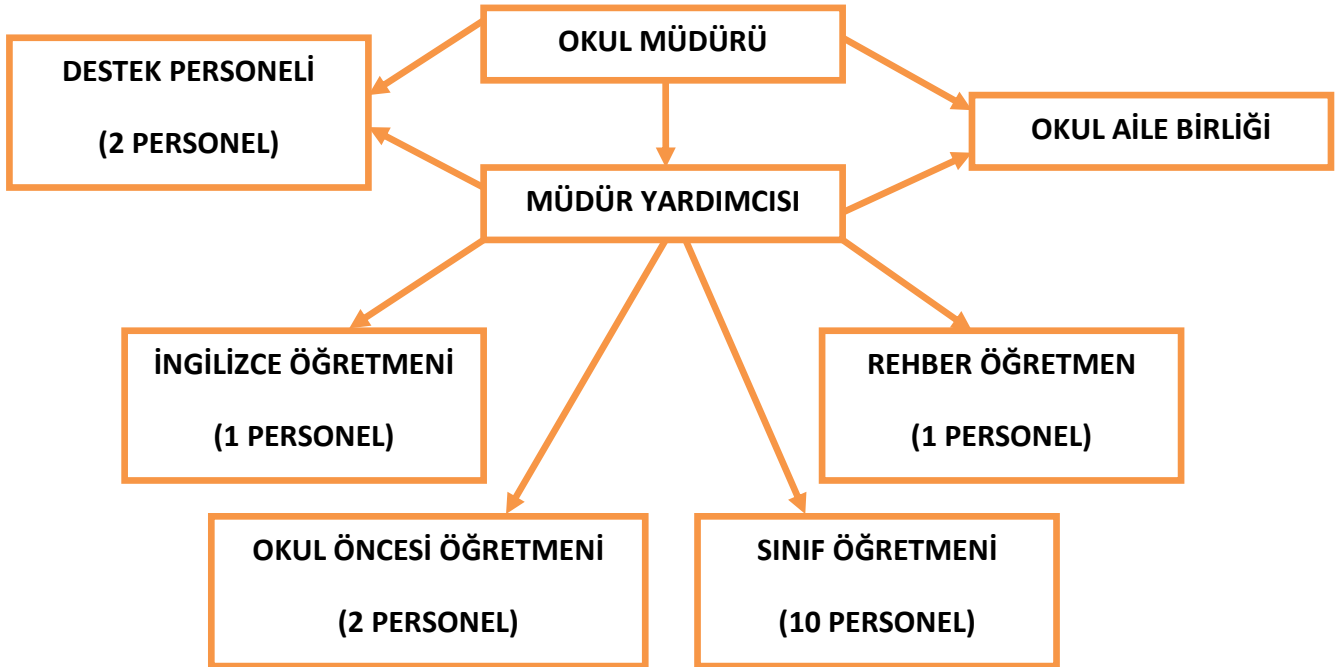 OKUL MÜDÜRÜ
DESTEK PERSONELİ
(2 PERSONEL)
OKUL AİLE BİRLİĞİ
MÜDÜR YARDIMCISI
İNGİLİZCE ÖĞRETMENİ
(1 PERSONEL)
REHBER ÖĞRETMEN
(1 PERSONEL)
OKUL ÖNCESİ ÖĞRETMENİ
(2 PERSONEL)
SINIF ÖĞRETMENİ
(10 PERSONEL)